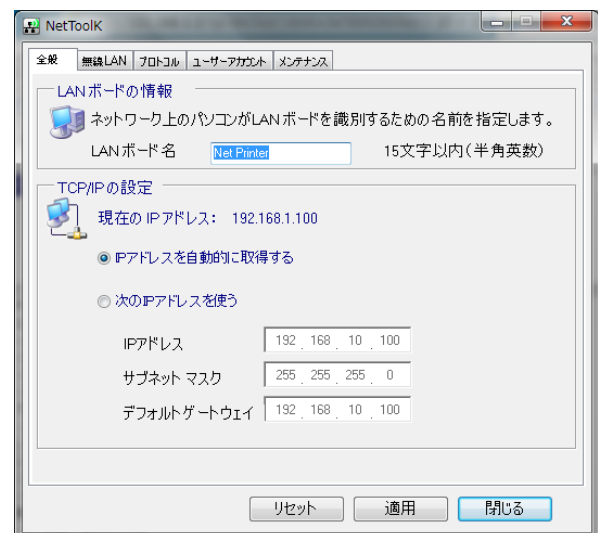 NetToolK
全般 無線LAN プロトコル ユーザーアカウント メンテナンス
LANボードの情報
ネットワーク上のパソコンがLANボードを識別するための名前を指定します。
LANボード名 Net Printer 15文字以内(半角英数)
TCP/IPの設定
現在のIPアドレス: 192.168.1.100
IPアドレスを自動的に取得する
次のIPアドレスを使う
IPアドレス 192 . 168 . 10 . 100
サブネット マスク 255 . 255 . 255 . 0
デフォルトゲートウェイ 192 . 168 . 10 . 100
リセット 適用 閉じる